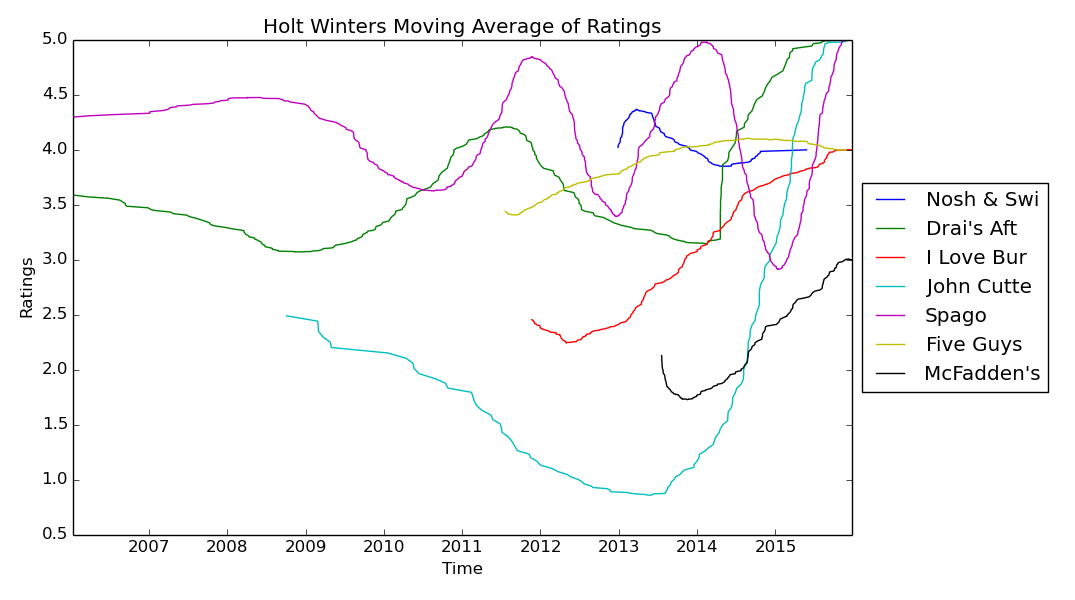 Holt Winters Moving Average of Ratings
5.0
4.5
4.0
3.5
3.0
2.5
2.0
1.5
1.0
0.5
Ratings
2007 2008 2009 2010 2011 2012 2013 2014 2015
Time
Nosh & Swi
Drai's Aft
I Love Bur
John Cutte
Spago
Five Guys
McFadden's